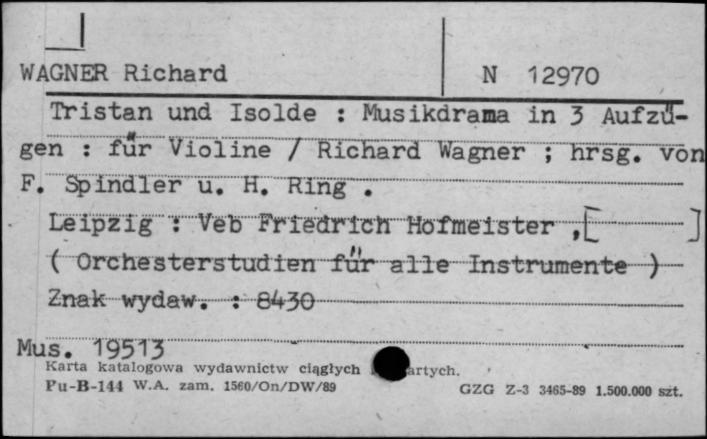 WAGNER Richard N 12970
Tristan und Isolde : Musikdrama in 3 Aufzü-
gen : für Violine / Richard Wagner ; hrsg. von
F. Spindler u. H. Ring .
Leipzig : Veb Friedrich Hofmeister ,[ ]
( Orchesterstudien für alle Instrumente )
Znak wydaw. : 8430
Mus. 19513
Karta katalogowa wydawnictw ciągłych artych.
Pu-B-144 W.A. zam. 1560/On/DW/89 GZG Z-3 3465-89 1.500.000 szt.